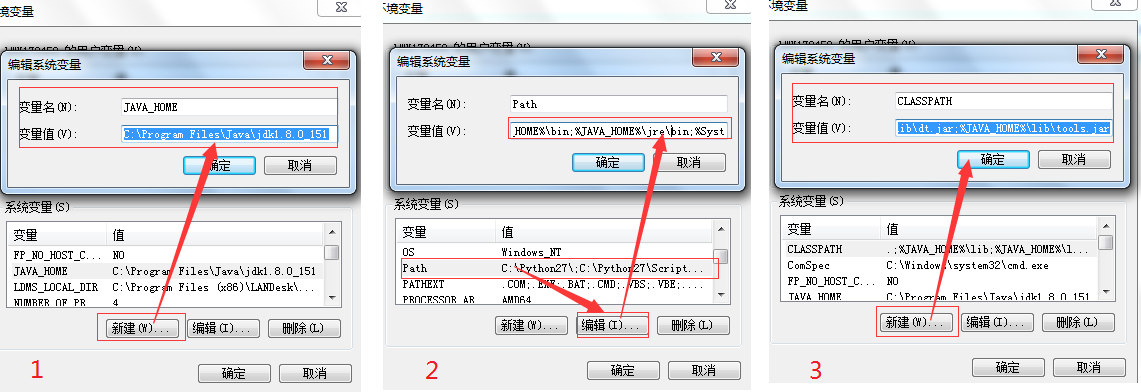 环境变量
编辑系统变量
变量名(N):
JAVA_HOME
变量值(V):
C:\Program Files\Java\jdk1.8.0_151
确定
取消
系统变量(S)
变量
值
FP_NO_HOST_C...
NO
JAVA_HOME
C:\Program Files\Java\jdk1.8.0_151
LDMS_LOCAL_DIR
C:\Program Files (x86)\LANDesk\...
NUMBER_OF_PR
4
新建(W)...
编辑(I)...
删除(L)
1
确定
取消
环境变量
的用户变量(U)
编辑系统变量
变量名(N):
Path
变量值(V):
HOME%\bin;%JAVA_HOME%\jre\bin;%Syst
确定
取消
系统变量(S)
变量
值
OS
Windows_NT
Path
C:\Python27\;C:\Python27\Script...
PATHEXT
.COM;.EXE;.BAT;.CMD;.VBS;.VBE;....
PROCESSOR_AR
AMD64
新建(W)...
编辑(I)...
删除(L)
2
确定
取消
境变量
编辑系统变量
变量名(N):
CLASSPATH
变量值(V):
ib\dt.jar;%JAVA_HOME%\lib\tools.jar
确定
取消
系统变量(S)
变量
值
CLASSPATH
.;%JAVA_HOME%\lib;%JAVA_HOME%\l...
ComSpec
C:\Windows\system32\cmd.exe
FP_NO_HOST_C...
NO
JAVA_HOME
C:\Program Files\Java\jdk1.8.0_151
新建(W)...
编辑(I)...
删除(L)
3
确定
取消